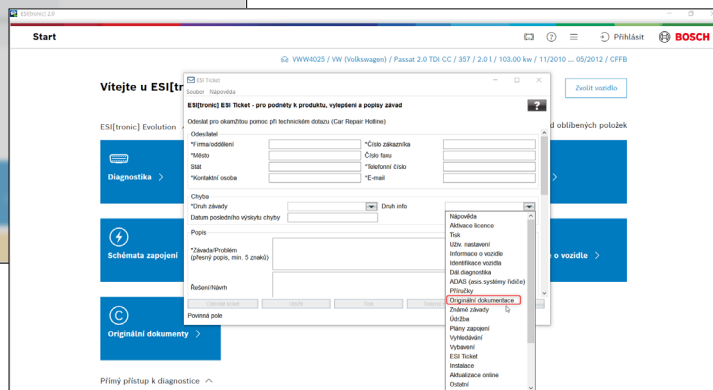 ESI[tronic] 2.0
Start
Přihlásit
BOSCH
VWW4025 / VW (Volkswagen) / Passat 2.0 TDI CC / 357 / 2.0 l / 103.00 kw / 11/2010 ... 05/2012 / CFFB
Vítejte u ESI[tr
Zvolit vozidlo
ESI[tronic] Evolution
d oblíbených položek
Diagnostika
Schémata zapojení
o vozidle
Originální dokumenty
Přímý přístup k diagnostice
ESI Ticket
Soubor Nápověda
ESI[tronic] ESI Ticket - pro podněty k produktu, vylepšení a popisy závad
?
Odeslat pro okamžitou pomoc při technickém dotazu (Car Repair Hotline)
Odesílatel
*Firma/oddělení *Číslo zákazníka
*Město Číslo faxu
Stát *Telefonní číslo
*Kontaktní osoba *E-mail
Chyba
*Druh závady Druh info
Datum posledního výskytu chyby
Popis
*Závada/Problém
(přesný popis, min. 5 znaků)
Řešení/Návrh
Povinná pole
Nápověda
Aktivace licence
Tisk
Uživ. nastavení
Informace o vozidle
Identifikace vozidla
Dál.diagnostika
ADAS (asis.systémy řidiče)
Příručky
Originální dokumentace
Známé závady
Údržba
Plány zapojení
Vyhledávání
Vybavení
ESI Ticket
Instalace
Aktualizace online
Ostatní